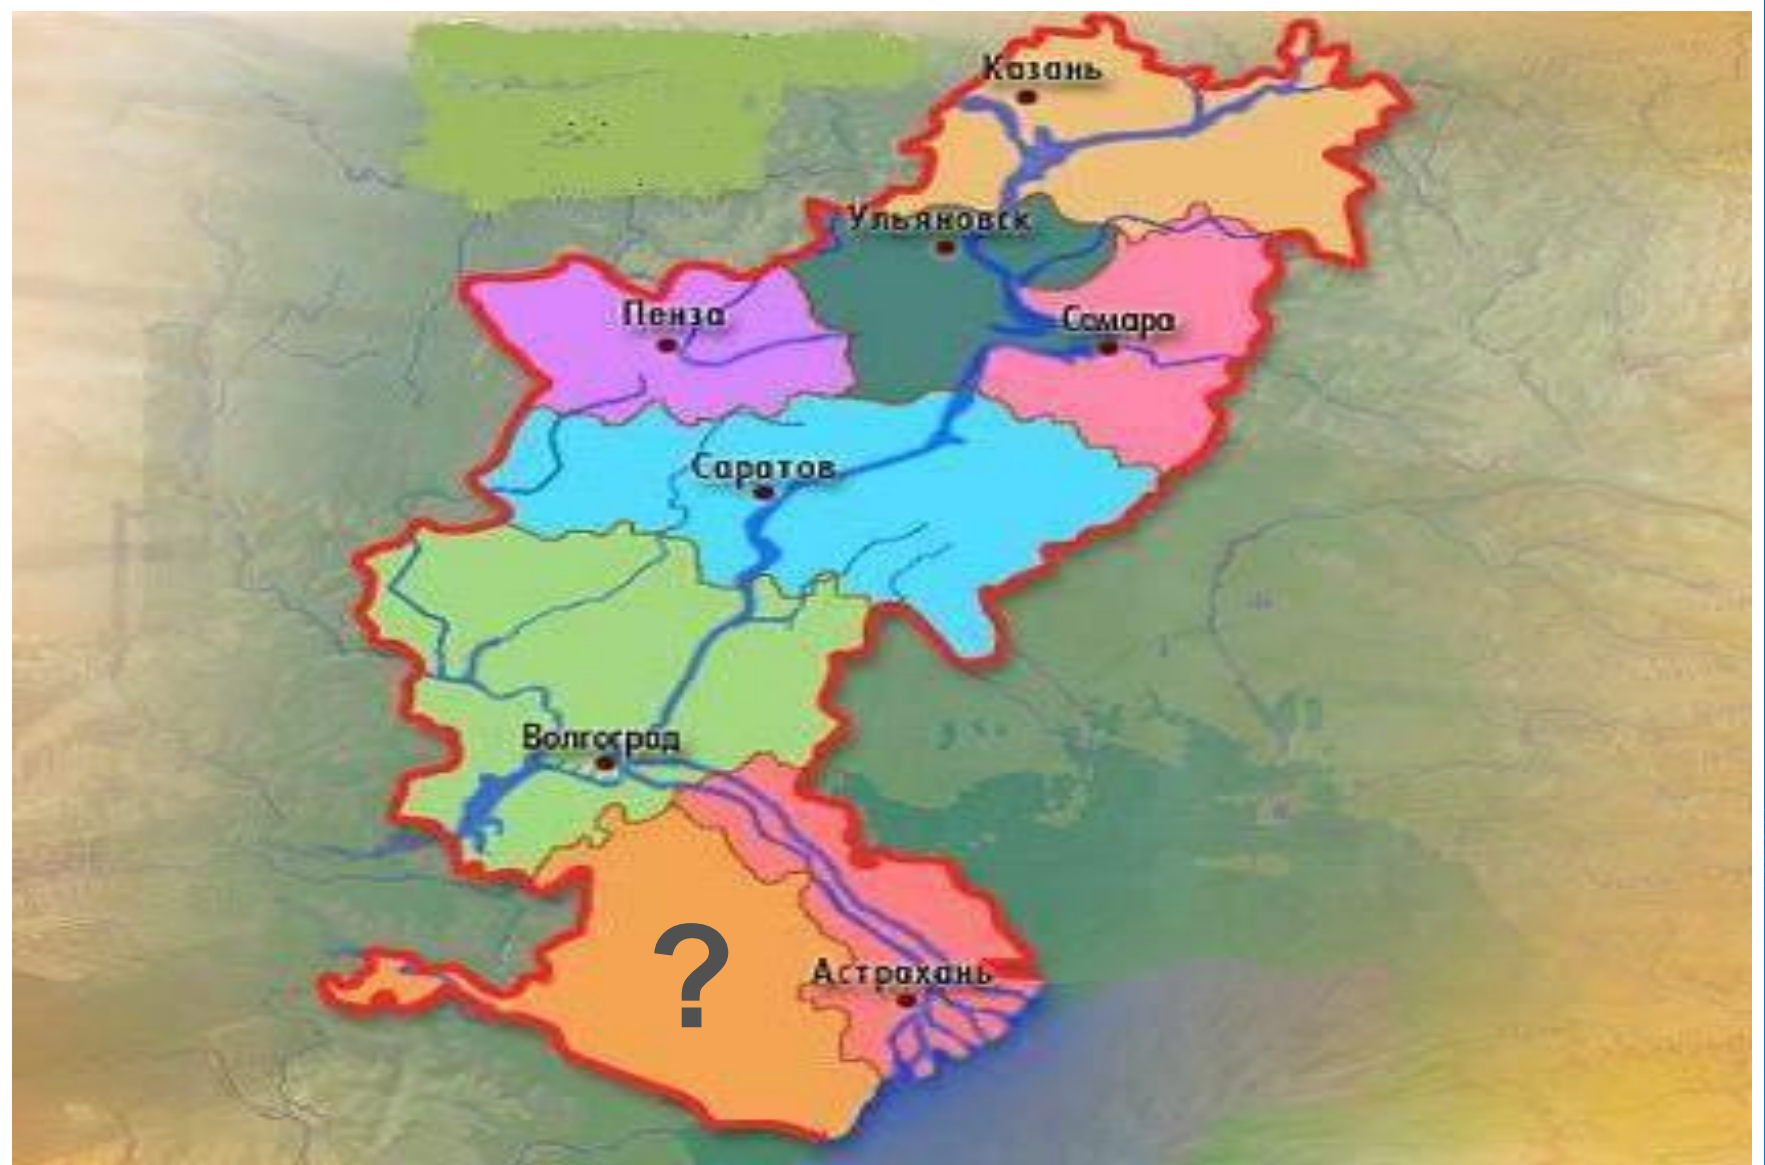 Казань
Ульяновск
Пенза
Самара
Саратов
Волгоград
?
Астрахань